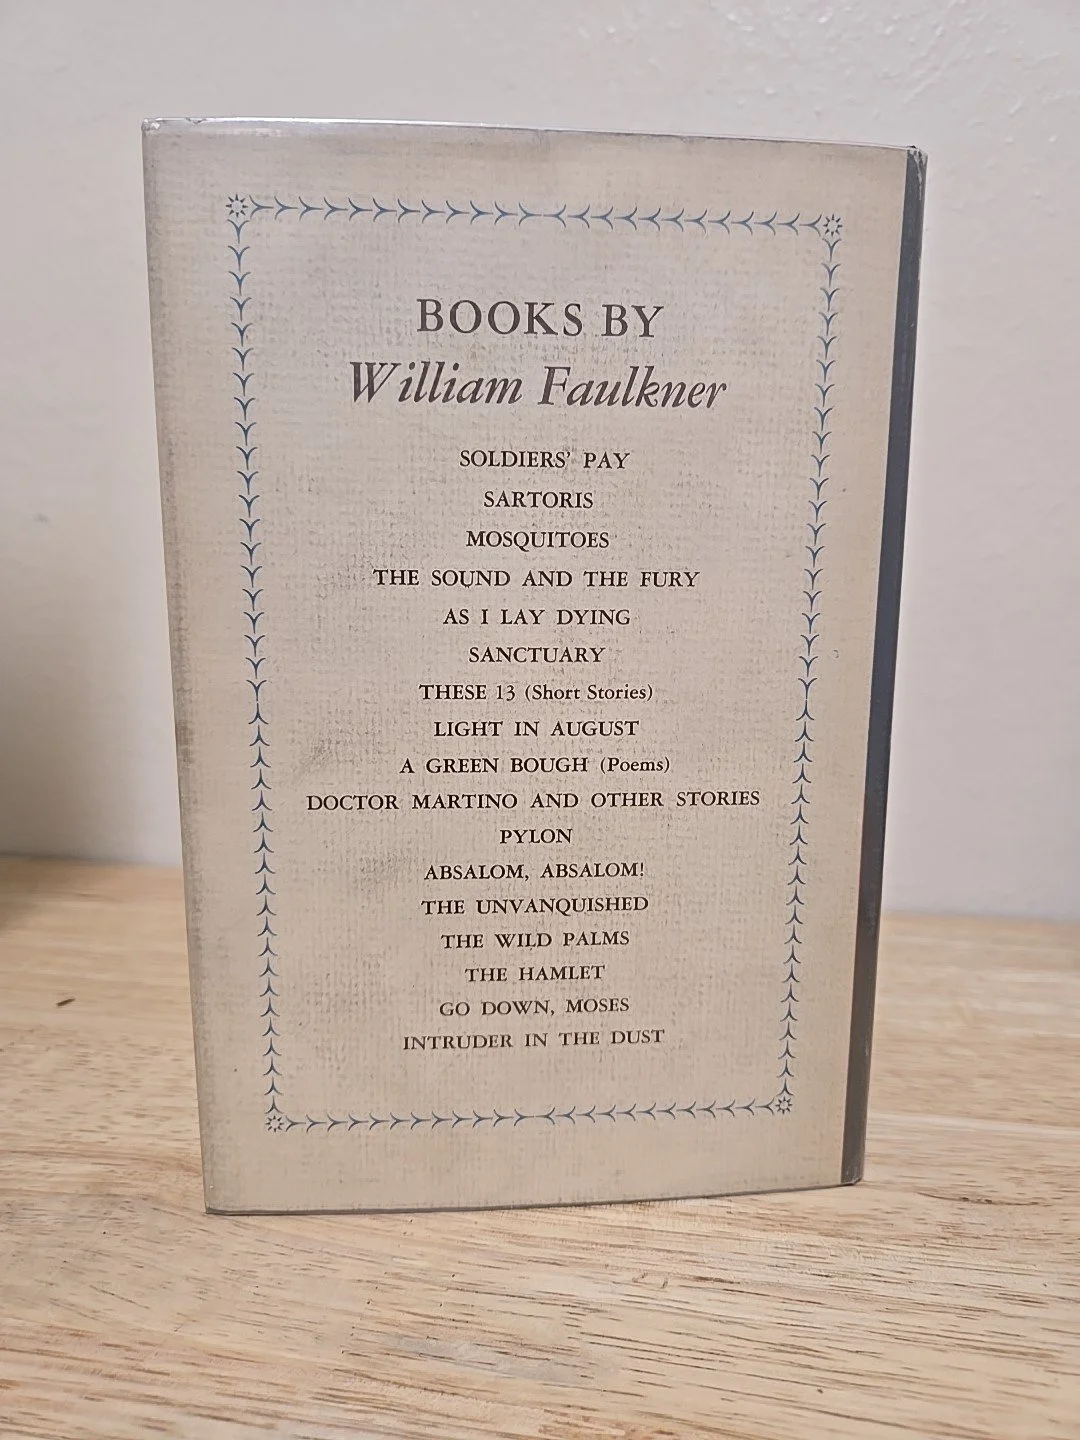 BOOKS BY
William Faulkner
SOLDIERS' PAY
SARTORIS
MOSQUITOES
THE SOUND AND THE FURY
AS I LAY DYING
SANCTUARY
THESE 13 (Short Stories)
LIGHT IN AUGUST
A GREEN BOUGH (Poems)
DOCTOR MARTINO AND OTHER STORIES
PYLON
ABSALOM, ABSALOM!
THE UNVANQUISHED
THE WILD PALMS
THE HAMLET
GO DOWN, MOSES
INTRUDER IN THE DUST